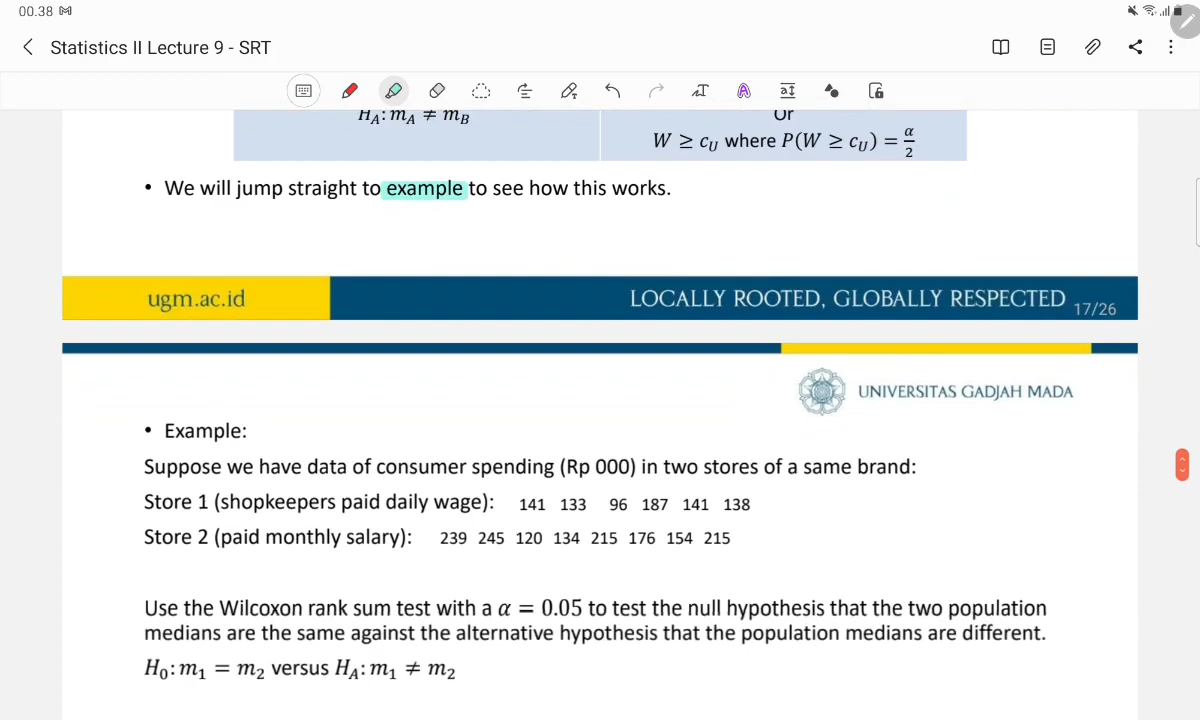 00.38
Statistics II Lecture 9 - SRT
H_A: m_A ≠ m_B
Or
W ≥ c_U where P(W ≥ c_U) = α/2
• We will jump straight to example to see how this works.
ugm.ac.id
LOCALLY ROOTED, GLOBALLY RESPECTED
17/26
UNIVERSITAS GADJAH MADA
• Example:
Suppose we have data of consumer spending (Rp 000) in two stores of a same brand:
Store 1 (shopkeepers paid daily wage): 141 133 96 187 141 138
Store 2 (paid monthly salary): 239 245 120 134 215 176 154 215
Use the Wilcoxon rank sum test with a α = 0.05 to test the null hypothesis that the two population
medians are the same against the alternative hypothesis that the population medians are different.
H_0: m_1 = m_2 versus H_A: m_1 ≠ m_2